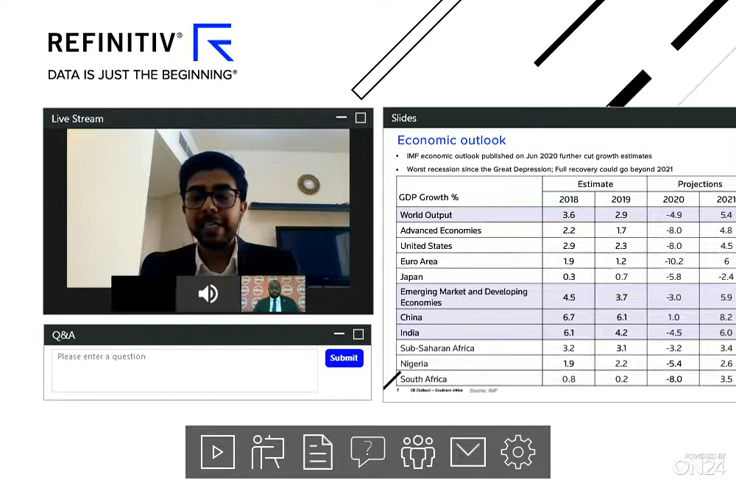 REFINITIV®
DATA IS JUST THE BEGINNING®
Live Stream
Slides
Economic outlook
• IMF economic outlook published on Jun 2020 further cut growth estimates
• Worst recession since the Great Depression; Full recovery could go beyond 2021
Estimate Projections
GDP Growth % 2018 2019 2020 2021
World Output 3.6 2.9 -4.9 5.4
Advanced Economies 2.2 1.7 -8.0 4.8
United States 2.9 2.3 -8.0 4.5
Euro Area 1.9 1.2 -10.2 6
Japan 0.3 0.7 -5.8 -2.4
Emerging Market and Developing
Economies 4.5 3.7 -3.0 5.9
China 6.7 6.1 1.0 8.2
India 6.1 4.2 -4.5 6.0
Sub-Saharan Africa 3.2 3.1 -3.2 3.4
Nigeria 1.9 2.2 -5.4 2.6
South Africa 0.8 0.2 -8.0 3.5
7 Oil Outlook – Southern Africa Source: IMF
Q&A
Please enter a question
Submit
?
POWERED BY
ON24